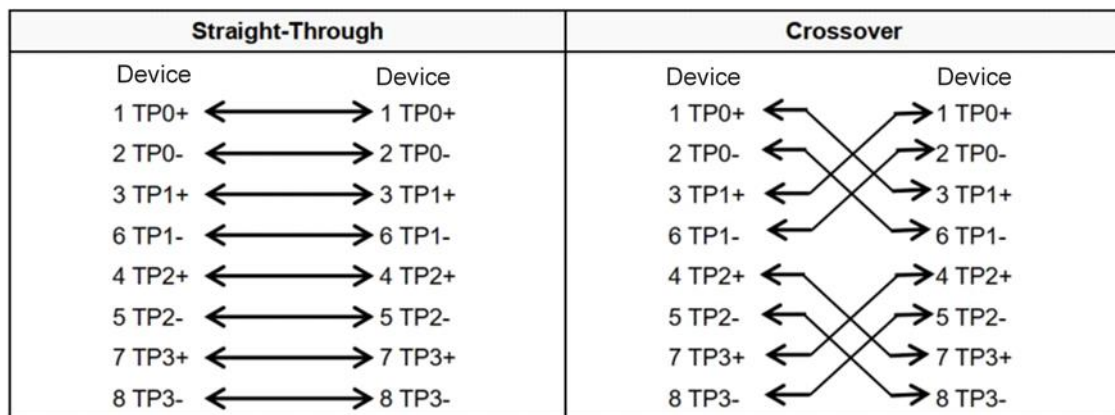 Straight-Through Crossover
Device Device Device Device
1 TP0+ 1 TP0+ 1 TP0+ 1 TP0+
2 TP0- 2 TP0- 2 TP0- 2 TP0-
3 TP1+ 3 TP1+ 3 TP1+ 3 TP1+
6 TP1- 6 TP1- 6 TP1- 6 TP1-
4 TP2+ 4 TP2+ 4 TP2+ 4 TP2+
5 TP2- 5 TP2- 5 TP2- 5 TP2-
7 TP3+ 7 TP3+ 7 TP3+ 7 TP3+
8 TP3- 8 TP3- 8 TP3- 8 TP3-